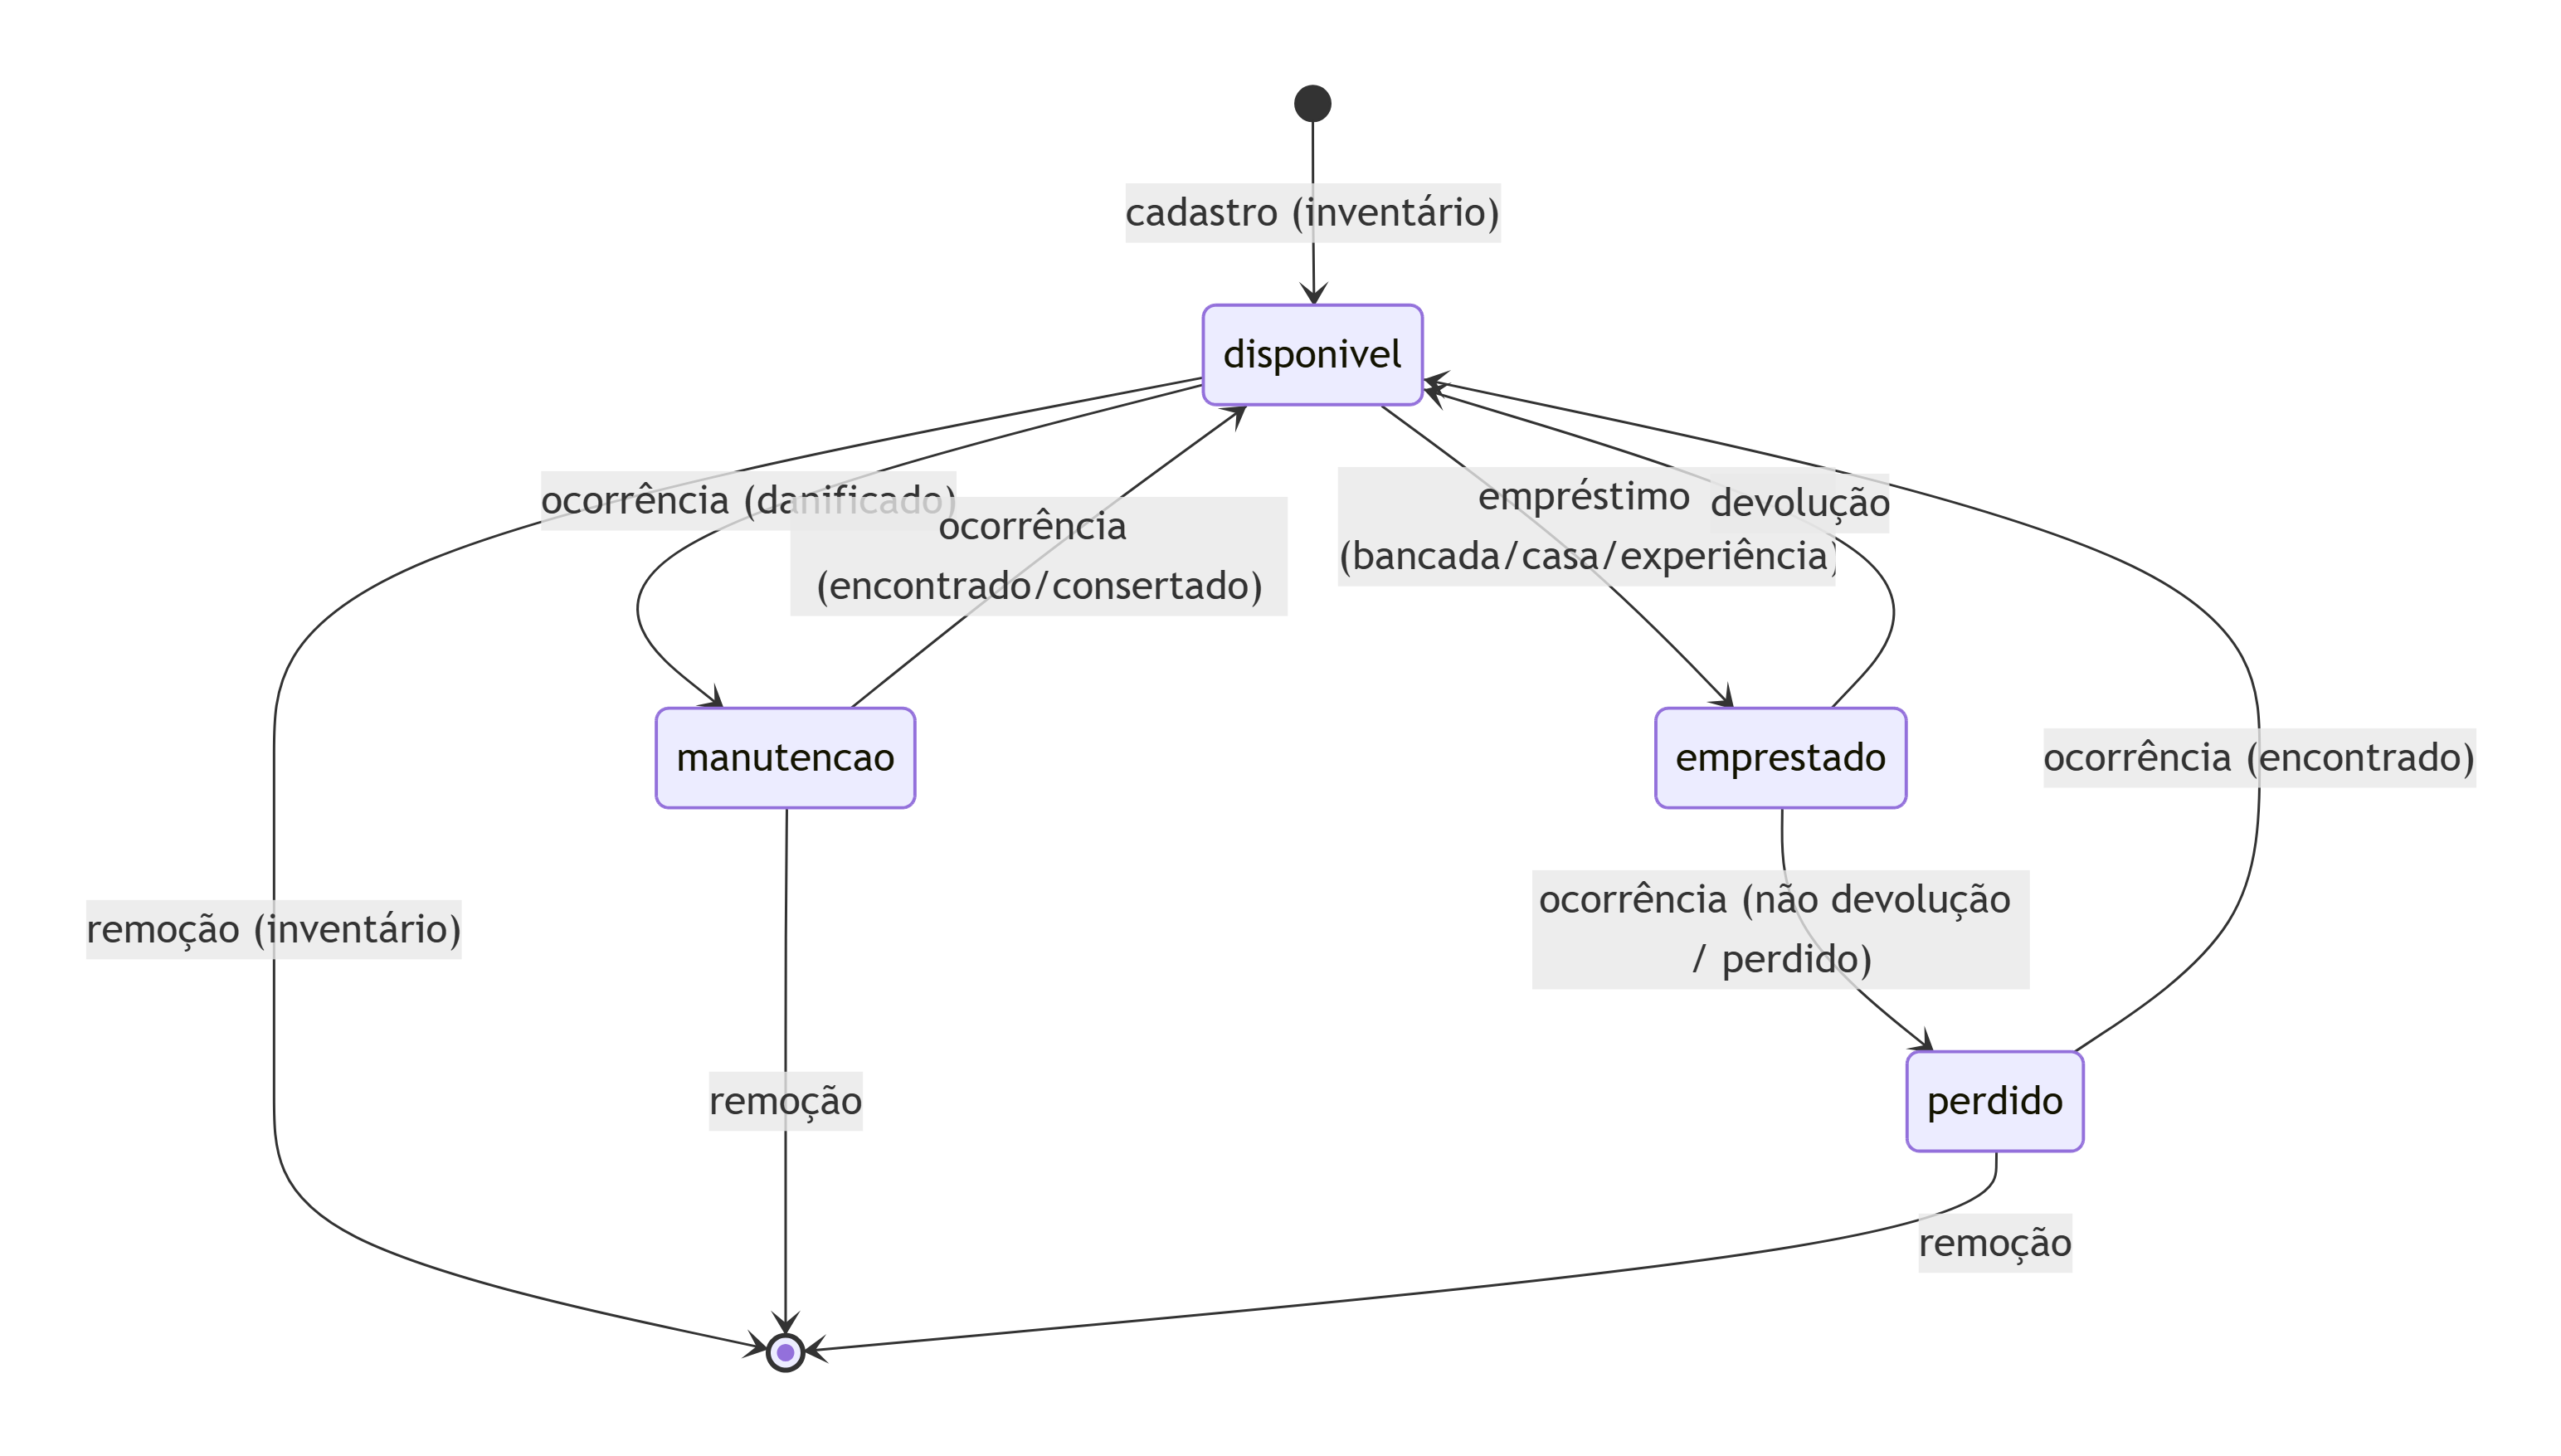 cadastro (inventário)
disponivel
ocorrência (danificado)
ocorrência
(encontrado/consertado)
empréstimo
(bancada/casa/experiência)
devolução
manutencao
emprestado
ocorrência (encontrado)
ocorrência (não devolução
/ perdido)
remoção (inventário)
remoção
perdido
remoção